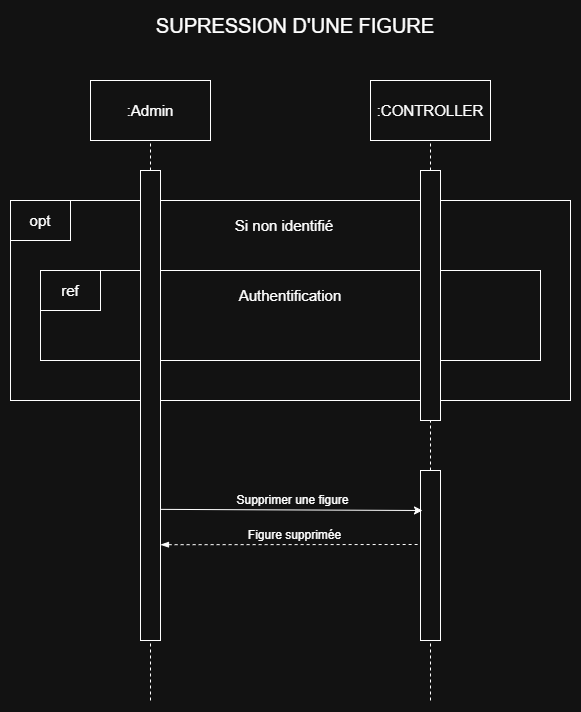 SUPRESSION D'UNE FIGURE
:Admin
:CONTROLLER
opt
Si non identifié
ref
Authentification
Supprimer une figure
Figure supprimée